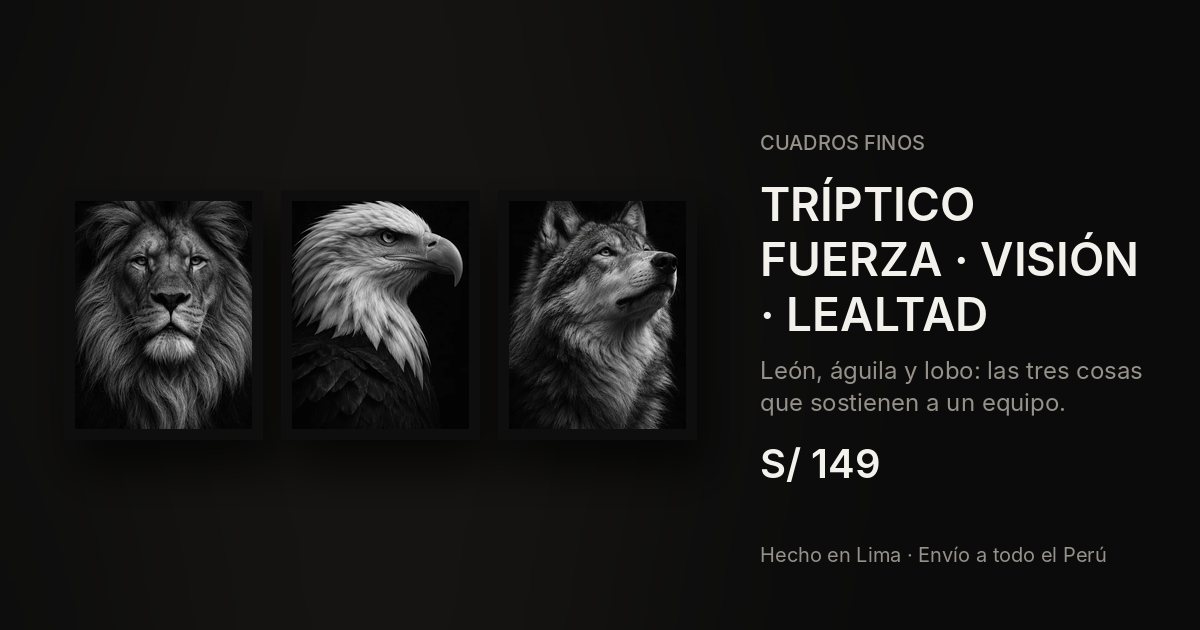 CUADROS FINOS
TRÍPTICO
FUERZA · VISIÓN
· LEALTAD
León, águila y lobo: las tres cosas
que sostienen a un equipo.
S/ 149
Hecho en Lima · Envío a todo el Perú